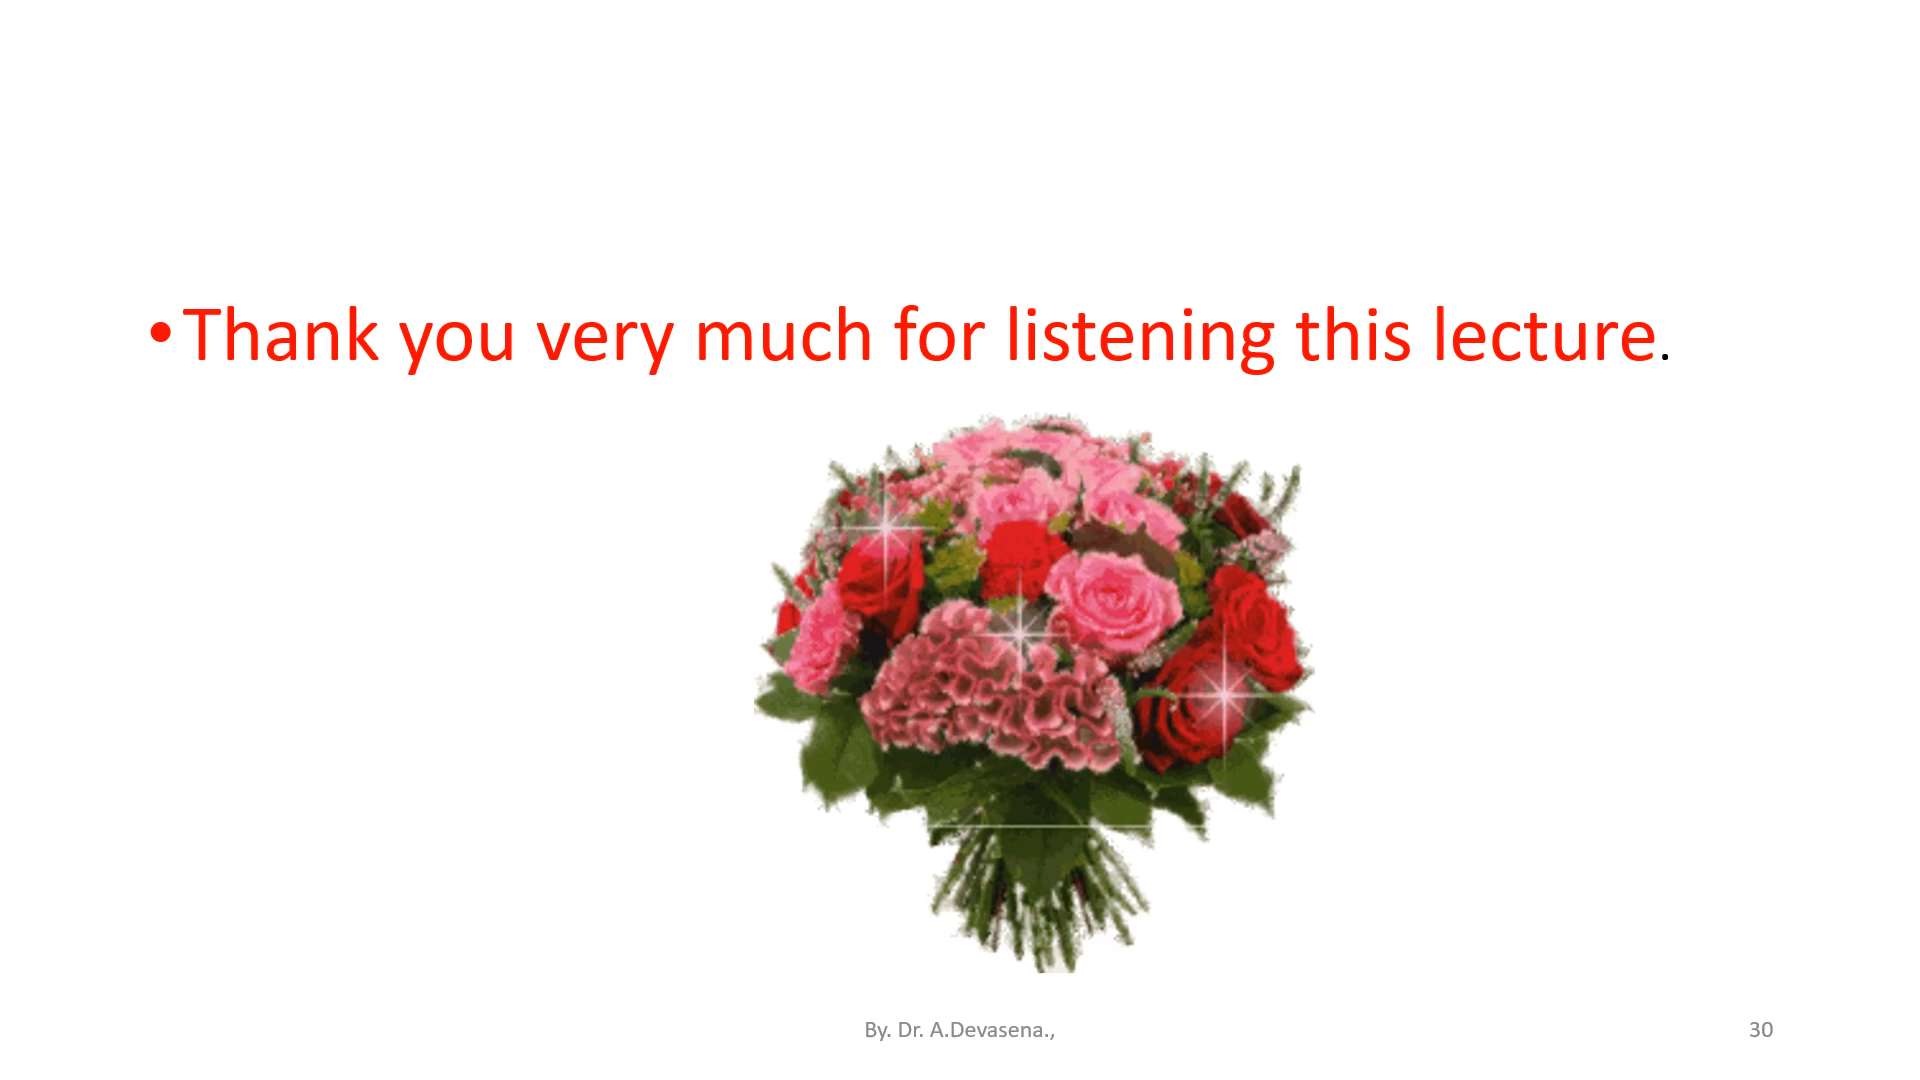 •Thank you very much for listening this lecture.
By. Dr. A.Devasena.,
30